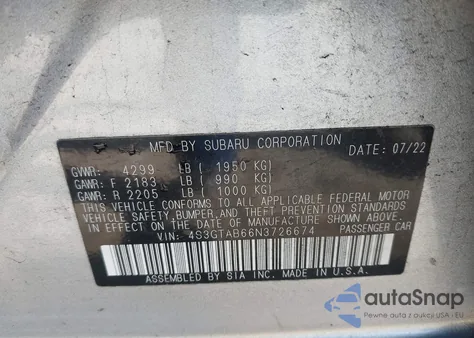 MFD BY SUBARU CORPORATION
DATE: 07/22
GVWR: 4299 LB ( 1950 KG)
GAWR: F 2183 LB ( 990 KG)
GAWR: R 2205 LB ( 1000 KG)
THIS VEHICLE CONFORMS TO ALL APPLICABLE FEDERAL MOTOR
VEHICLE SAFETY, BUMPER, AND THEFT PREVENTION STANDARDS
IN EFFECT ON THE DATE OF MANUFACTURE SHOWN ABOVE.
VIN: 4S3GTAB66N3726674 PASSENGER CAR
ASSEMBLED BY SIA INC. MADE IN U.S.A.
autaSnap
Pewne auta z aukcji USA - EU